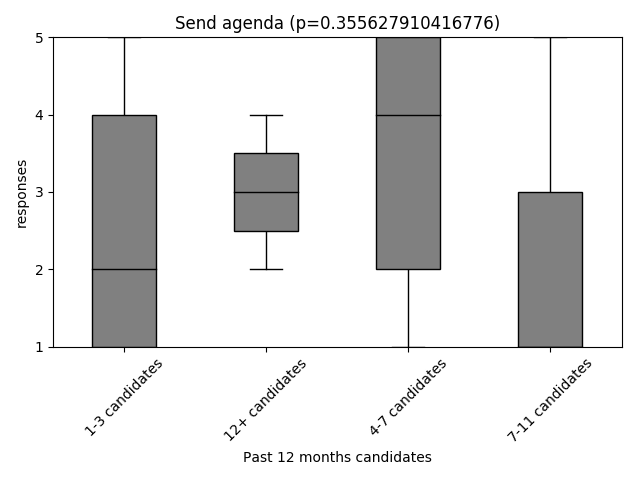 Send agenda (p=0.355627910416776)
5
4
3
2
1
responses
1-3 candidates
12+ candidates
4-7 candidates
7-11 candidates
Past 12 months candidates